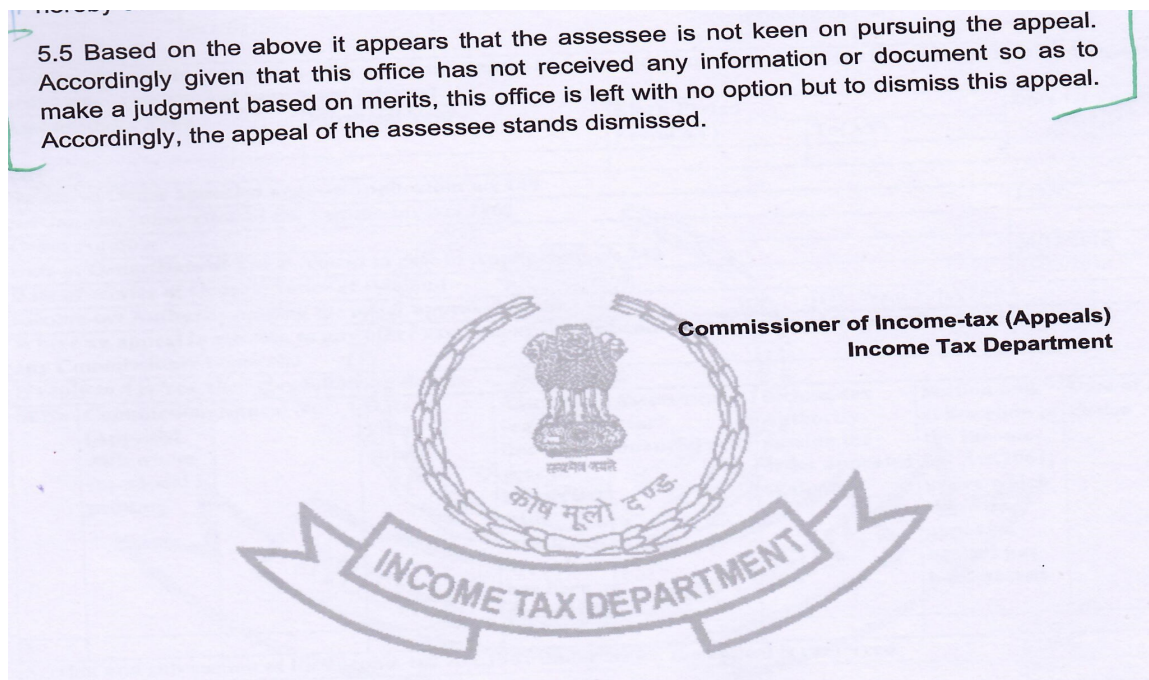 5.5 Based on the above it appears that the assessee is not keen on pursuing the appeal.
Accordingly given that this office has not received any information or document so as to
make a judgment based on merits, this office is left with no option but to dismiss this appeal.
Accordingly, the appeal of the assessee stands dismissed.
Commissioner of Income-tax (Appeals)
Income Tax Department
सत्यमेव जयते
कोष मूलो दण्ड
INCOME TAX DEPARTMENT